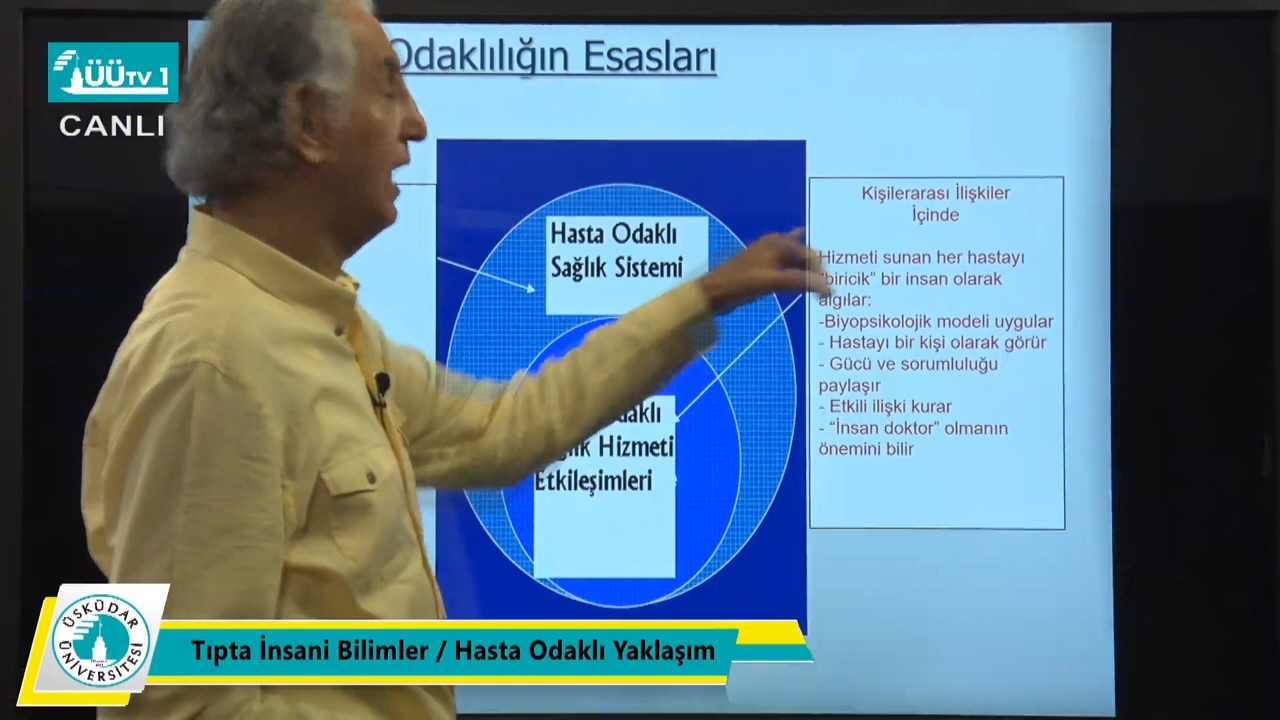 ÜÜTV 1
CANLI
Odaklılığın Esasları
Hasta Odaklı
Sağlık Sistemi
Hizmeti
Etkileşimleri
Kişilerarası İlişkiler
İçinde
Hizmeti sunan her hastayı
“biricik” bir insan olarak
algılar:
-Biyopsikolojik modeli uygular
- Hastayı bir kişi olarak görür
- Gücü ve sorumluluğu
paylaşır
- Etkili ilişki kurar
- “İnsan doktor” olmanın
önemini bilir
ÜSKÜDAR
ÜNİVERSİTESİ
Tıpta İnsani Bilimler / Hasta Odaklı Yaklaşım